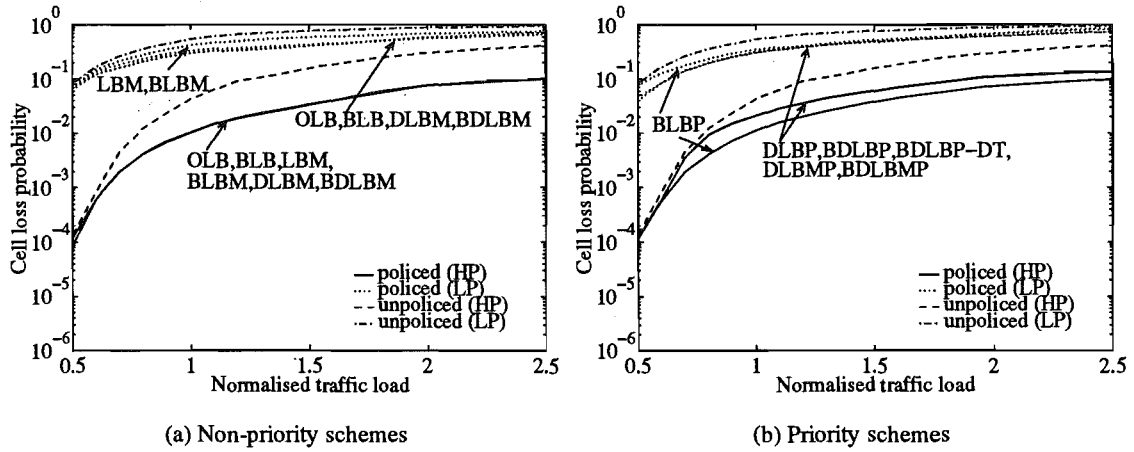 10^0
10^-1
10^-2
10^-3
10^-4
10^-5
10^-6
Cell loss probability
LBM,BLBM
OLB,BLB,DLBM,BDLBM
OLB,BLB,LBM,
BLBM,DLBM,BDLBM
policed (HP)
policed (LP)
unpoliced (HP)
unpoliced (LP)
0.5 1 1.5 2 2.5
Normalised traffic load
(a) Non-priority schemes
10^0
10^-1
10^-2
10^-3
10^-4
10^-5
10^-6
Cell loss probability
BLBP
DLBP,BDLBP,BDLBP-DT,
DLBMP,BDLBMP
policed (HP)
policed (LP)
unpoliced (HP)
unpoliced (LP)
0.5 1 1.5 2 2.5
Normalised traffic load
(b) Priority schemes